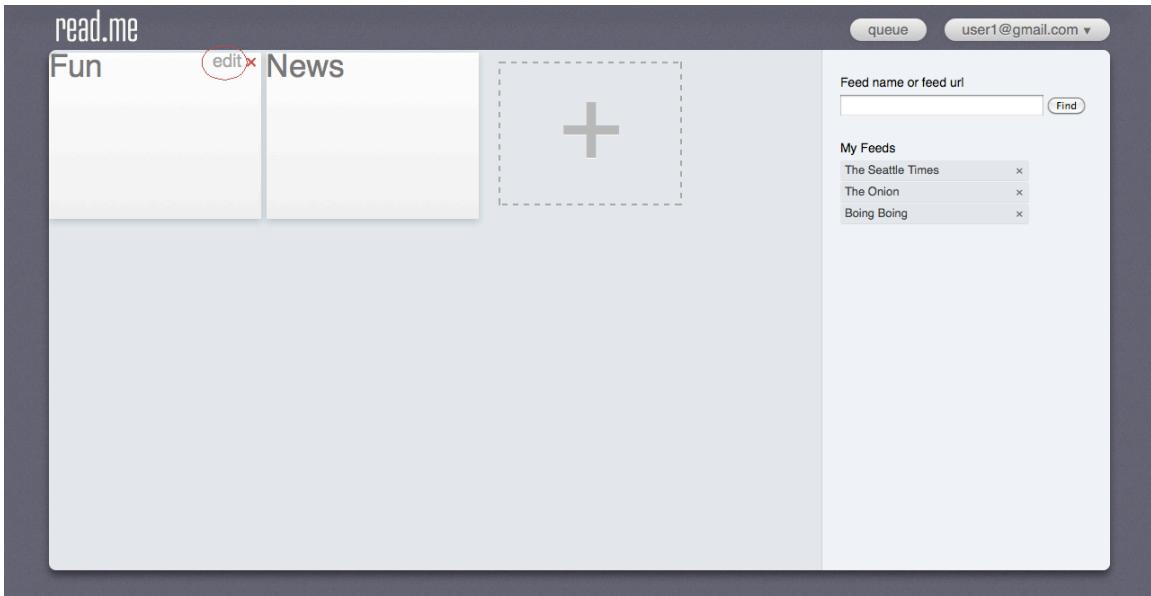 read.me
queue
user1@gmail.com ▾
Fun
edit ×
News
+
Feed name or feed url
Find
My Feeds
The Seattle Times ×
The Onion ×
Boing Boing ×